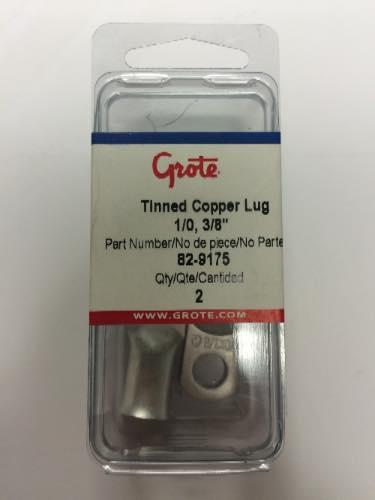 Grote
Tinned Copper Lug
1/0, 3/8"
Part Number/No de piece/No Parte
82-9175
Qty/Qte/Cantidad
2
WWW.GROTE.COM